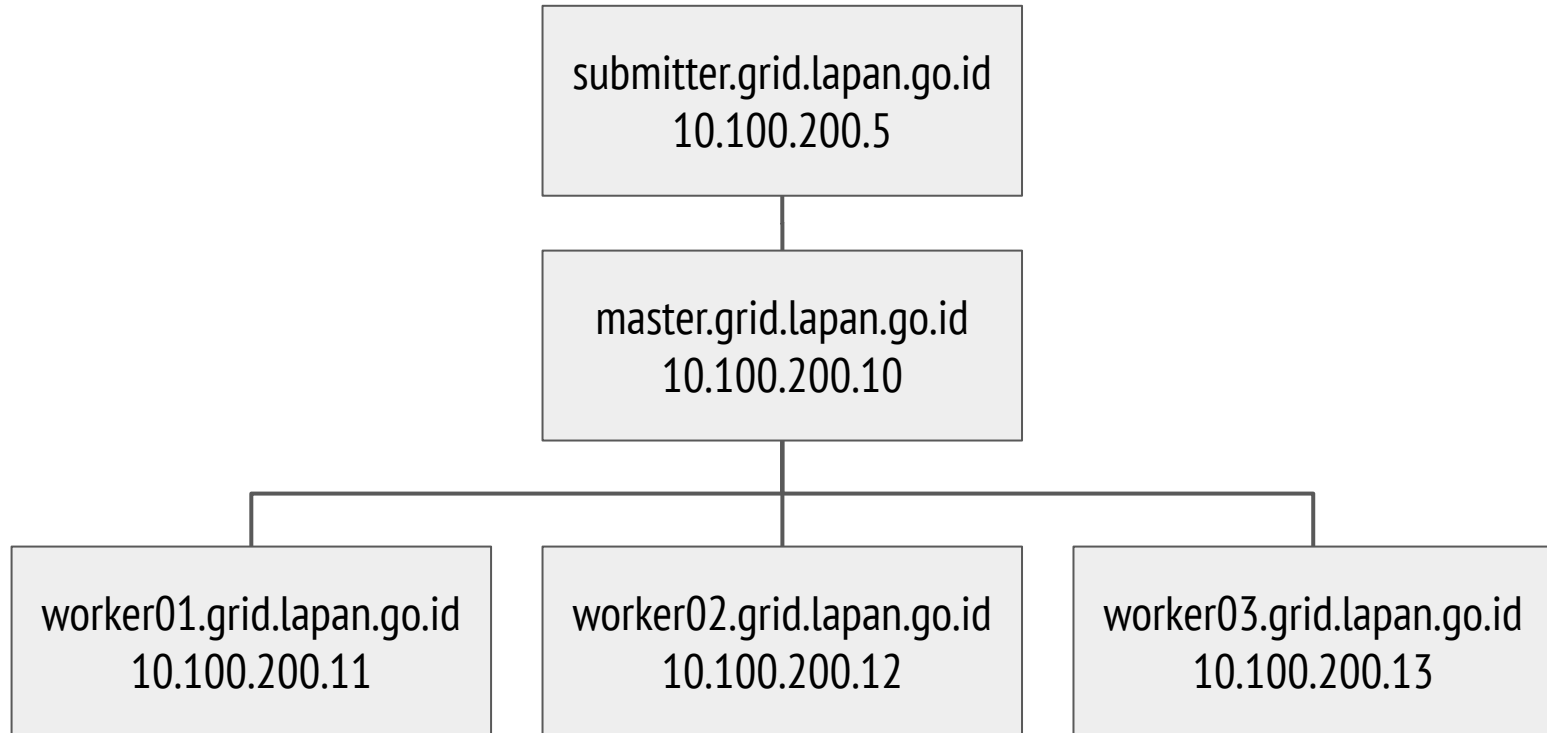 submitter.grid.lapan.go.id
10.100.200.5
master.grid.lapan.go.id
10.100.200.10
worker01.grid.lapan.go.id
10.100.200.11
worker02.grid.lapan.go.id
10.100.200.12
worker03.grid.lapan.go.id
10.100.200.13